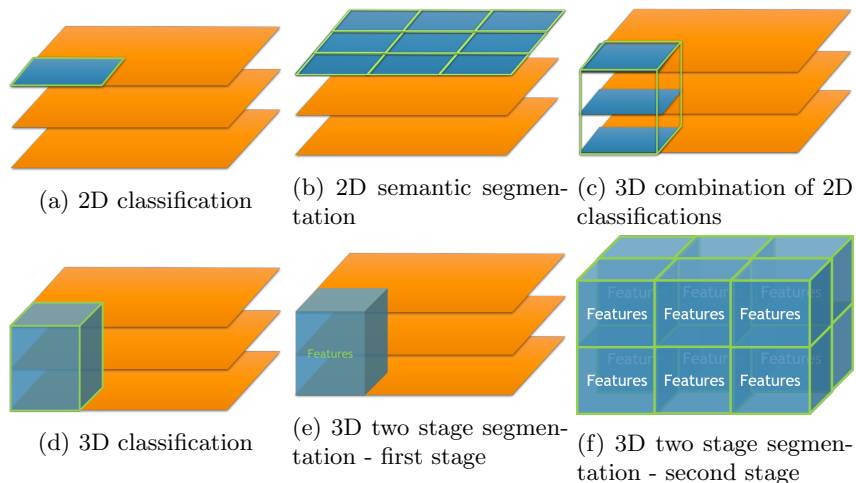 (a) 2D classification
(b) 2D semantic segmen-
tation
(c) 3D combination of 2D
classifications
Features
(d) 3D classification
(e) 3D two stage segmen-
tation - first stage
Features Features Features
Features Features Features
(f) 3D two stage segmen-
tation - second stage